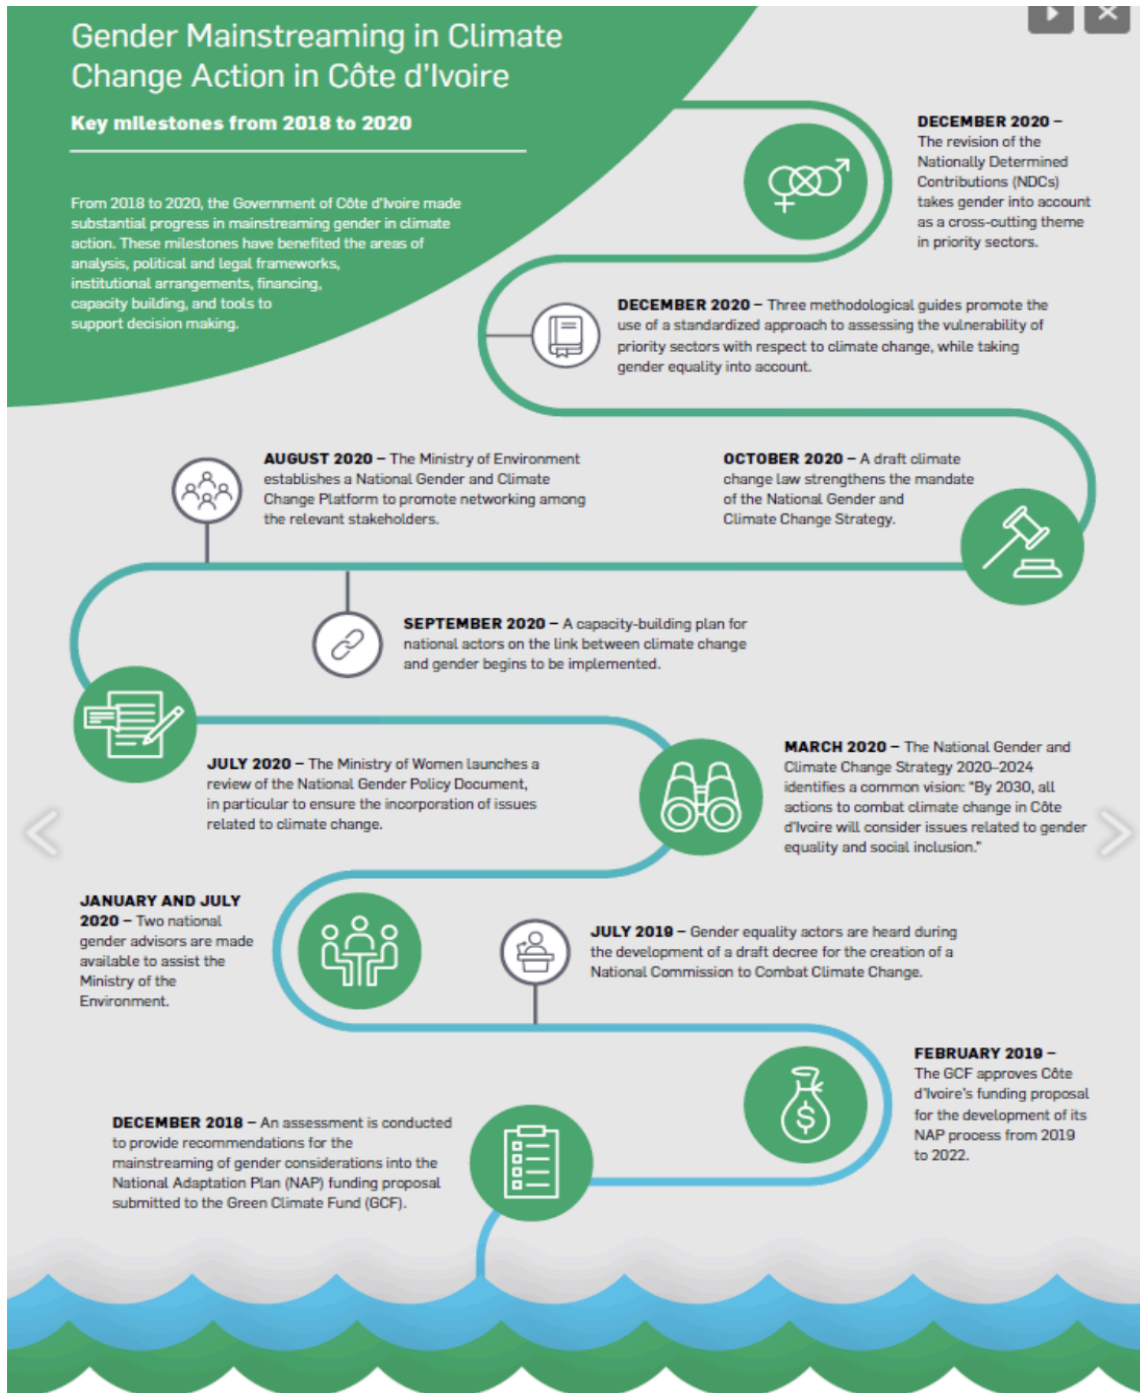 Gender Mainstreaming in Climate
Change Action in Côte d'Ivoire
Key milestones from 2018 to 2020
From 2018 to 2020, the Government of Côte d'Ivoire made
substantial progress in mainstreaming gender in climate
action. These milestones have benefited the areas of
analysis, political and legal frameworks,
institutional arrangements, financing,
capacity building, and tools to
support decision making.
DECEMBER 2020 –
The revision of the
Nationally Determined
Contributions (NDCs)
takes gender into account
as a cross-cutting theme
in priority sectors.
DECEMBER 2020 – Three methodological guides promote the
use of a standardized approach to assessing the vulnerability of
priority sectors with respect to climate change, while taking
gender equality into account.
AUGUST 2020 – The Ministry of Environment
establishes a National Gender and Climate
Change Platform to promote networking among
the relevant stakeholders.
OCTOBER 2020 – A draft climate
change law strengthens the mandate
of the National Gender and
Climate Change Strategy.
SEPTEMBER 2020 – A capacity-building plan for
national actors on the link between climate change
and gender begins to be implemented.
JULY 2020 – The Ministry of Women launches a
review of the National Gender Policy Document,
in particular to ensure the incorporation of issues
related to climate change.
MARCH 2020 – The National Gender and
Climate Change Strategy 2020–2024
identifies a common vision: "By 2030, all
actions to combat climate change in Côte
d'Ivoire will consider issues related to gender
equality and social inclusion."
JANUARY AND JULY
2020 – Two national
gender advisors are made
available to assist the
Ministry of the
Environment.
JULY 2019 – Gender equality actors are heard during
the development of a draft decree for the creation of a
National Commission to Combat Climate Change.
FEBRUARY 2019 –
The GCF approves Côte
d'Ivoire's funding proposal
for the development of its
NAP process from 2019
to 2022.
DECEMBER 2018 – An assessment is conducted
to provide recommendations for the
mainstreaming of gender considerations into the
National Adaptation Plan (NAP) funding proposal
submitted to the Green Climate Fund (GCF).